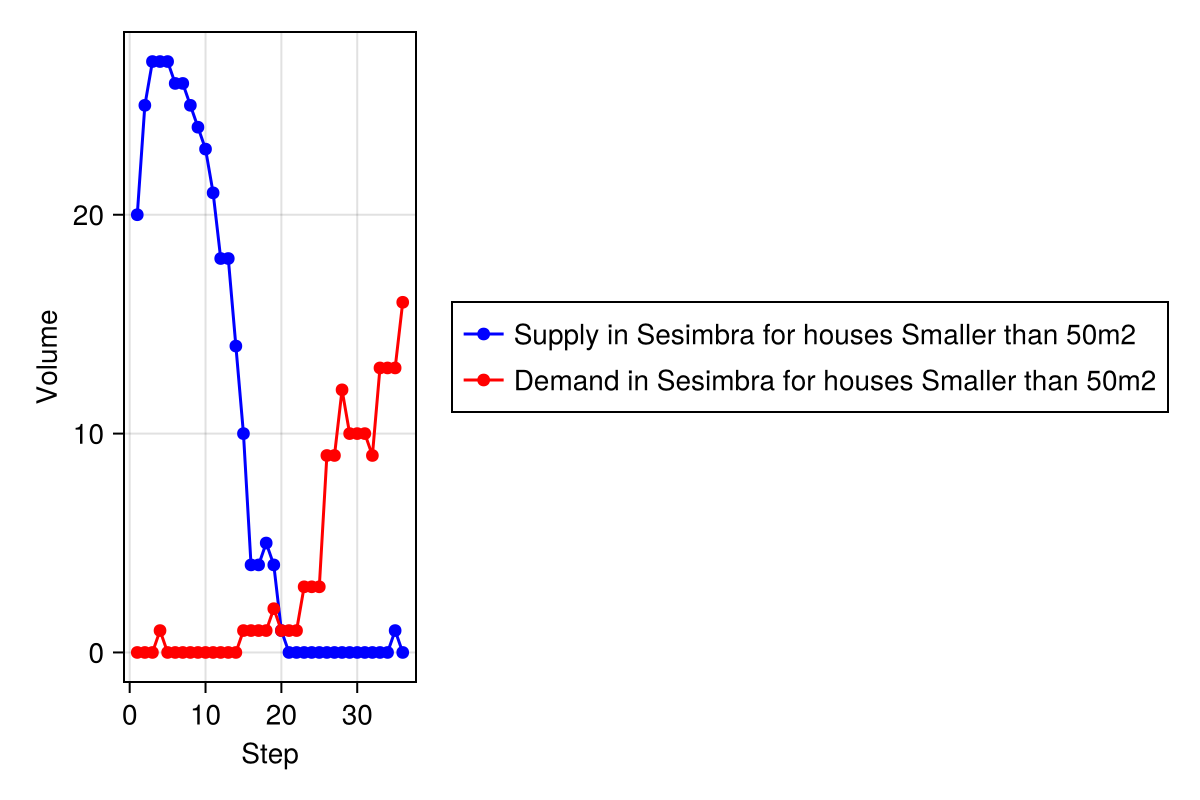 20
10
0
Volume
0 10 20 30
Step
Supply in Sesimbra for houses Smaller than 50m2
Demand in Sesimbra for houses Smaller than 50m2